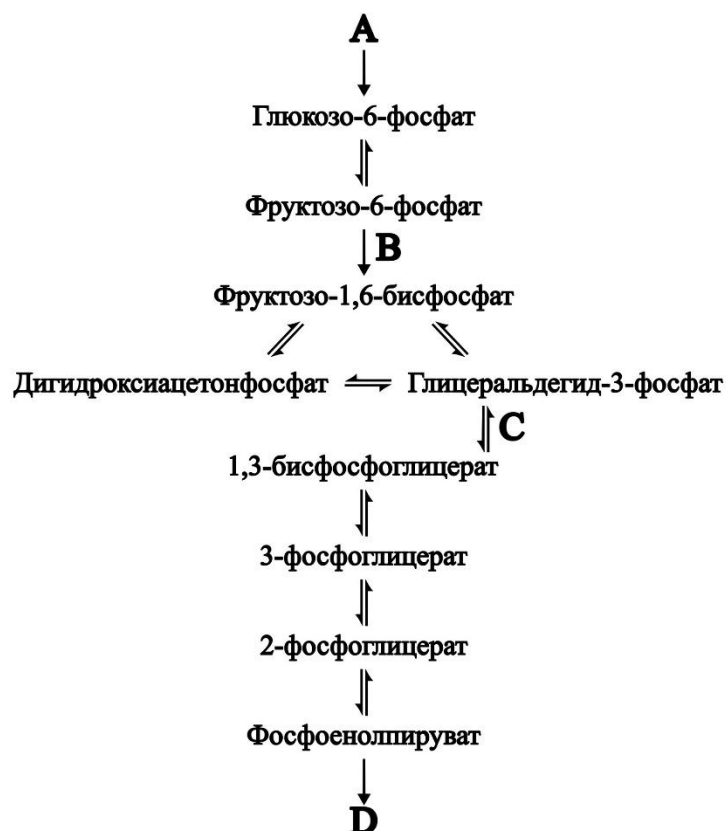 A
Глюкозо-6-фосфат
Фруктозо-6-фосфат
B
Фруктозо-1,6-бисфосфат
Дигидроксиацетонфосфат Глицеральдегид-3-фосфат
C
1,3-бисфосфоглицерат
3-фосфоглицерат
2-фосфоглицерат
Фосфоенолпируват
D